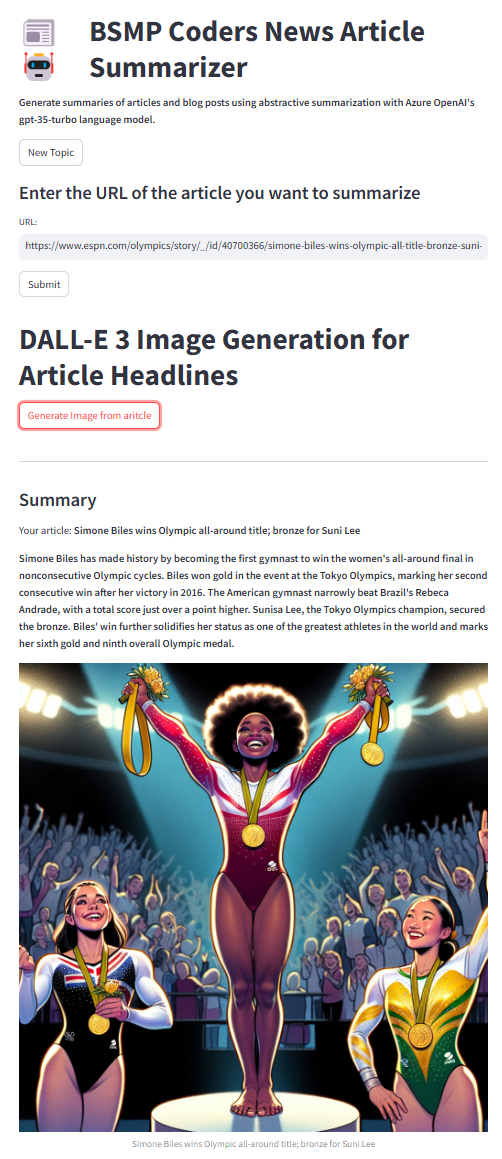 BSMP Coders News Article
Summarizer
Generate summaries of articles and blog posts using abstractive summarization with Azure OpenAI's
gpt-35-turbo language model.
New Topic
Enter the URL of the article you want to summarize
URL:
https://www.espn.com/olympics/story/_/id/40700366/simone-biles-wins-olympic-all-title-bronze-suni-
Submit
DALL-E 3 Image Generation for
Article Headlines
Generate Image from aritcle
Summary
Your article: Simone Biles wins Olympic all-around title; bronze for Suni Lee
Simone Biles has made history by becoming the first gymnast to win the women's all-around final in
nonconsecutive Olympic cycles. Biles won gold in the event at the Tokyo Olympics, marking her second
consecutive win after her victory in 2016. The American gymnast narrowly beat Brazil's Rebeca
Andrade, with a total score just over a point higher. Sunisa Lee, the Tokyo Olympics champion, secured
the bronze. Biles' win further solidifies her status as one of the greatest athletes in the world and marks
her sixth gold and ninth overall Olympic medal.
Simone Biles wins Olympic all-around title; bronze for Suni Lee